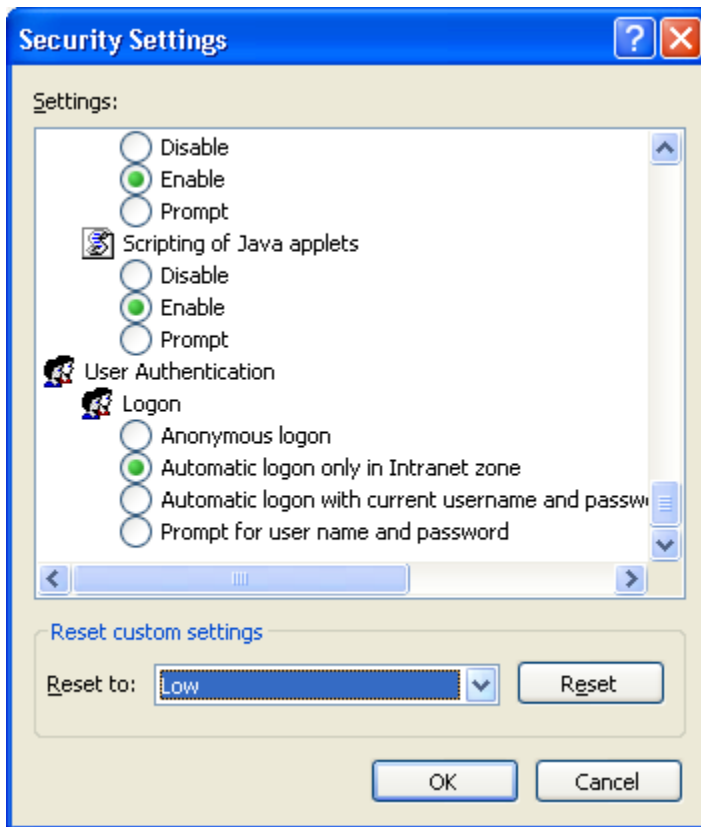 Security Settings
Settings:
Disable
Enable
Prompt
Scripting of Java applets
Disable
Enable
Prompt
User Authentication
Logon
Anonymous logon
Automatic logon only in Intranet zone
Automatic logon with current username and passw
Prompt for user name and password
Reset custom settings
Reset to: Low Reset
OK Cancel